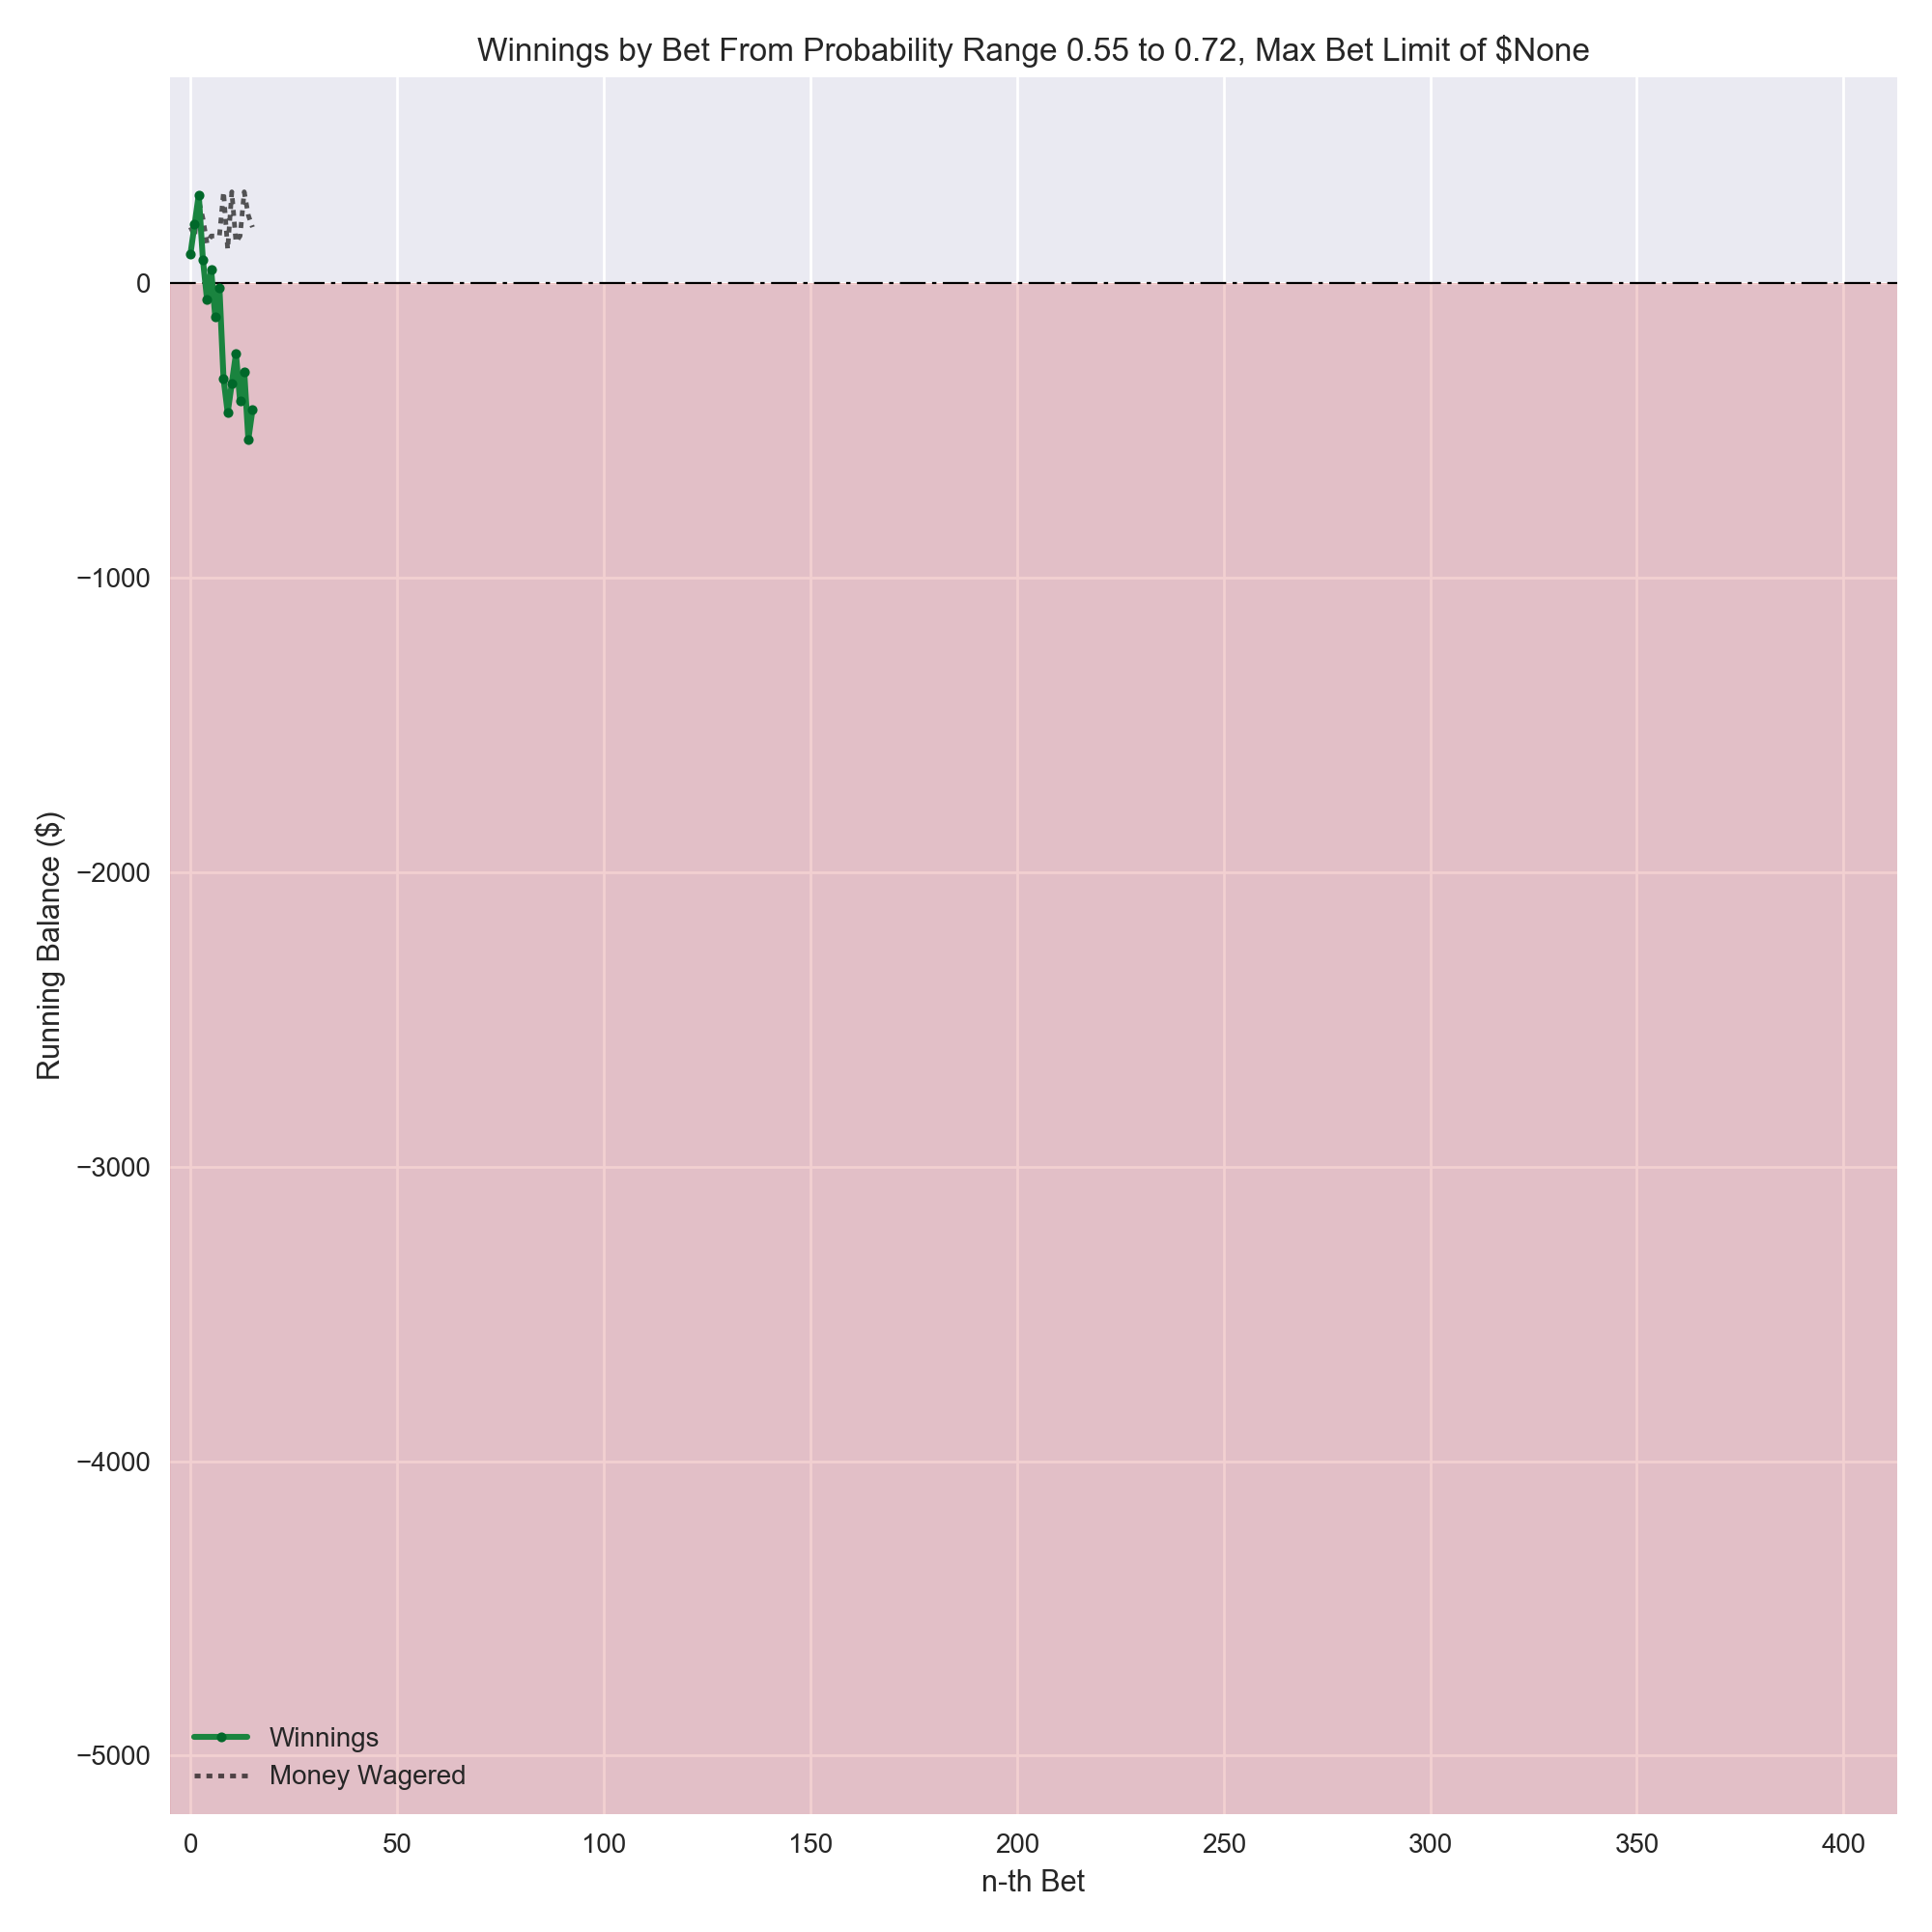 Winnings by Bet From Probability Range 0.55 to 0.72, Max Bet Limit of $None
Running Balance ($)
0
−1000
−2000
−3000
−4000
−5000
Winnings
Money Wagered
0 50 100 150 200 250 300 350 400
n-th Bet